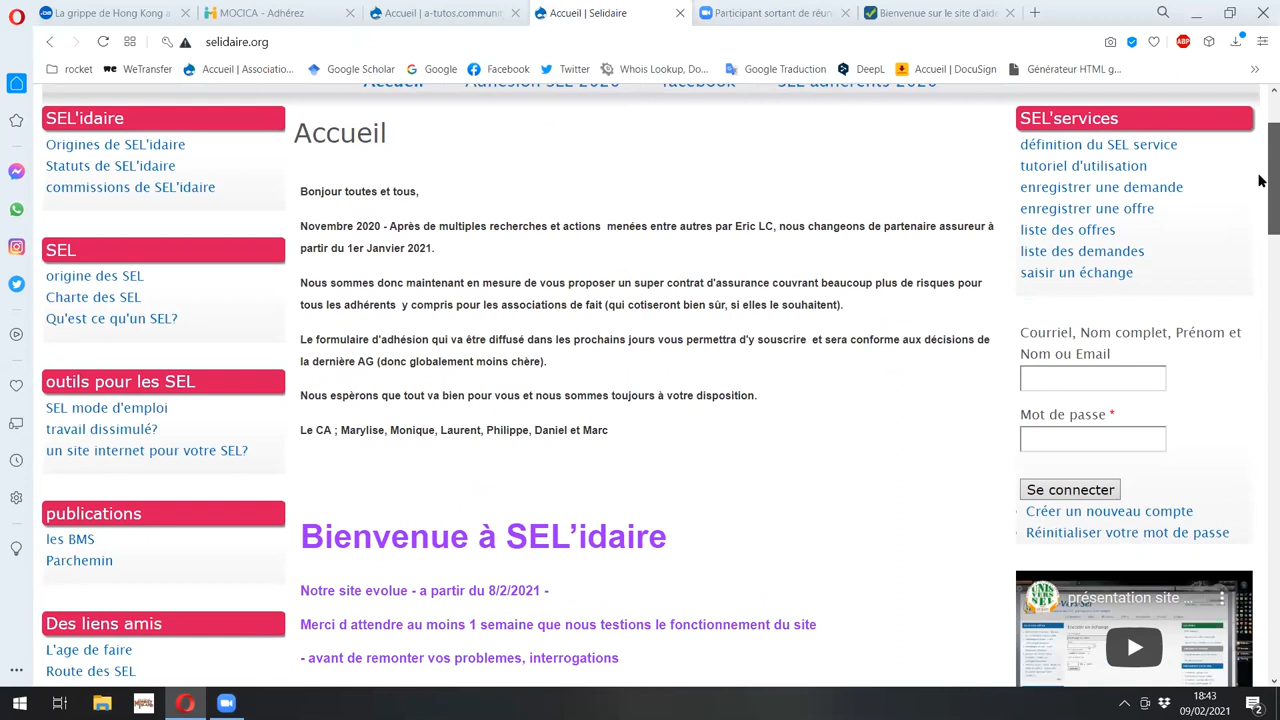 La grippe de Hong Kong a
MOCICA - Adhérez
Accueil | a-tutos.commun
Accueil | Selidaire
Participant sortant de réun
Bienvenue sur le site d'aide
selidaire.org
ABP
rocket
WeTransfer
Accueil | Associatio...
Google Scholar
Google
Facebook
Twitter
Whois Lookup, Do...
Google Traduction
DeepL
Accueil | DocuSign
Générateur HTML g...
Accueil
Adhésion SEL 2020
facebook
SEL adhérents 2020
SEL'idaire
Origines de SEL'idaire
Statuts de SEL'idaire
commissions de SEL'idaire
SEL
origine des SEL
Charte des SEL
Qu'est ce qu'un SEL?
outils pour les SEL
SEL mode d'emploi
travail dissimulé?
un site internet pour votre SEL?
publications
les BMS
Parchemin
Des liens amis
L'age de faire
Route des SEL
Accueil
Bonjour toutes et tous,
Novembre 2020 - Après de multiples recherches et actions menées entre autres par Eric LC, nous changeons de partenaire assureur à
partir du 1er Janvier 2021.
Nous sommes donc maintenant en mesure de vous proposer un super contrat d'assurance couvrant beaucoup plus de risques pour
tous les adhérents y compris pour les associations de fait (qui cotiseront bien sûr, si elles le souhaitent).
Le formulaire d'adhésion qui va être diffusé dans les prochains jours vous permettra d'y souscrire et sera conforme aux décisions de
la dernière AG (donc globalement moins chère).
Nous espèrons que tout va bien pour vous et nous sommes toujours à votre disposition.
Le CA ; Marylise, Monique, Laurent, Philippe, Daniel et Marc
Bienvenue à SEL’idaire
Notre site evolue - a partir du 8/2/2021 -
Merci d attendre au moins 1 semaine que nous testions le fonctionnement du site
- avant de remonter vos problemes, interrogations
SEL’services
définition du SEL service
tutoriel d'utilisation
enregistrer une demande
enregistrer une offre
liste des offres
liste des demandes
saisir un échange
Courriel, Nom complet, Prénom et
Nom ou Email
Mot de passe *
Se connecter
Créer un nouveau compte
Réinitialiser votre mot de passe
présentation site ...
18:43
09/02/2021
2